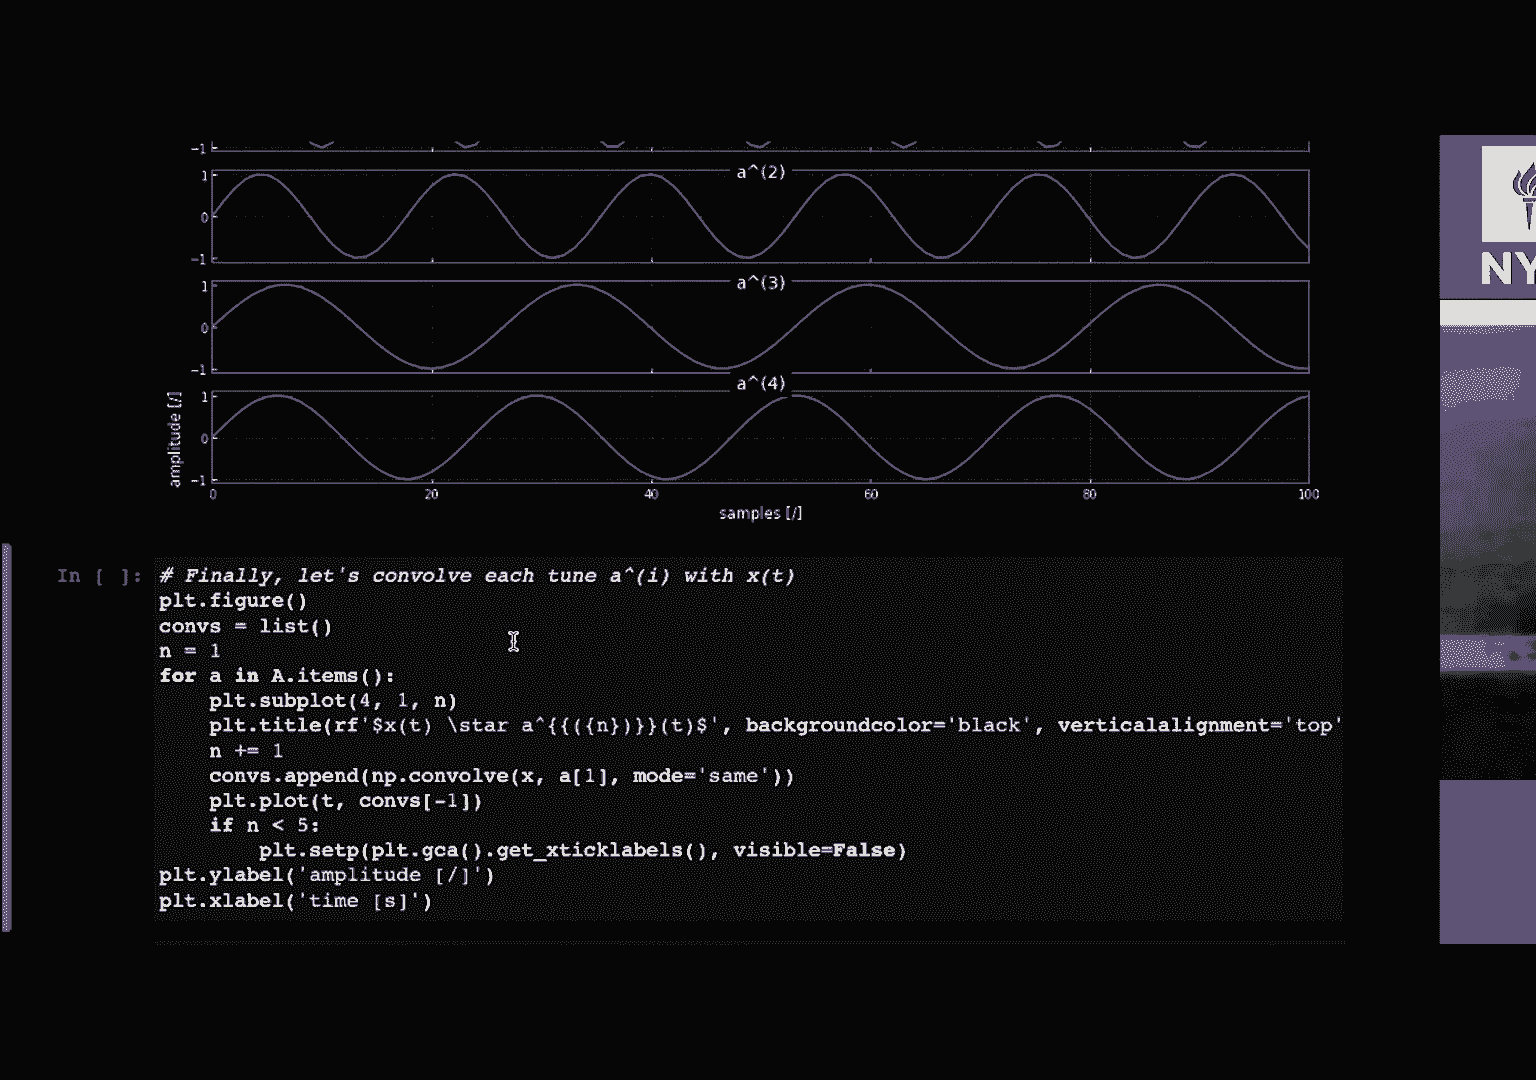 −1
a^(2)
1
0
−1
a^(3)
1
0
−1
a^(4)
1
0
−1
amplitude [/]
0 20 40 60 80 100
samples [/]
In [ ]:
# Finally, let's convolve each tune a^(i) with x(t)
plt.figure()
convs = list()
n = 1
for a in A.items():
    plt.subplot(4, 1, n)
    plt.title(rf'$x(t) \star a^{{({n})}}(t)$', backgroundcolor='black', verticalalignment='top'
    n += 1
    convs.append(np.convolve(x, a[1], mode='same'))
    plt.plot(t, convs[-1])
    if n < 5:
        plt.setp(plt.gca().get_xticklabels(), visible=False)
plt.ylabel('amplitude [/]')
plt.xlabel('time [s]')
NY